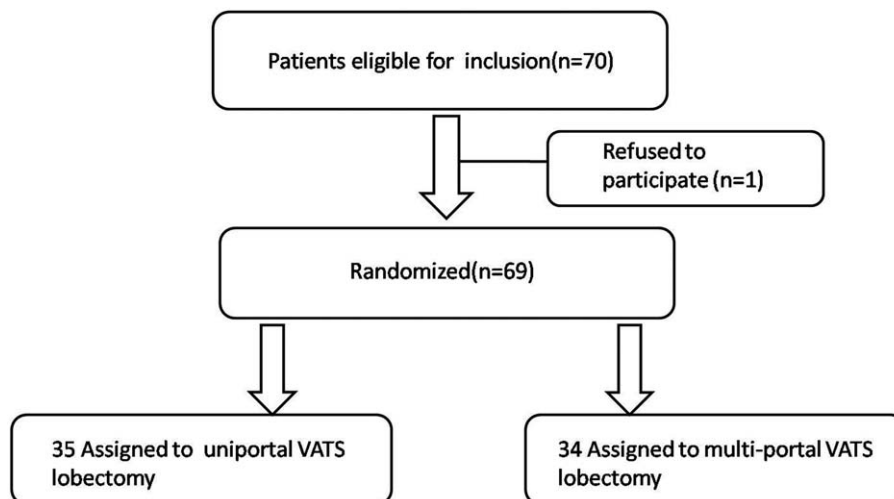 Patients eligible for inclusion(n=70)
Refused to
participate (n=1)
Randomized(n=69)
35 Assigned to uniportal VATS
lobectomy
34 Assigned to multi-portal VATS
lobectomy